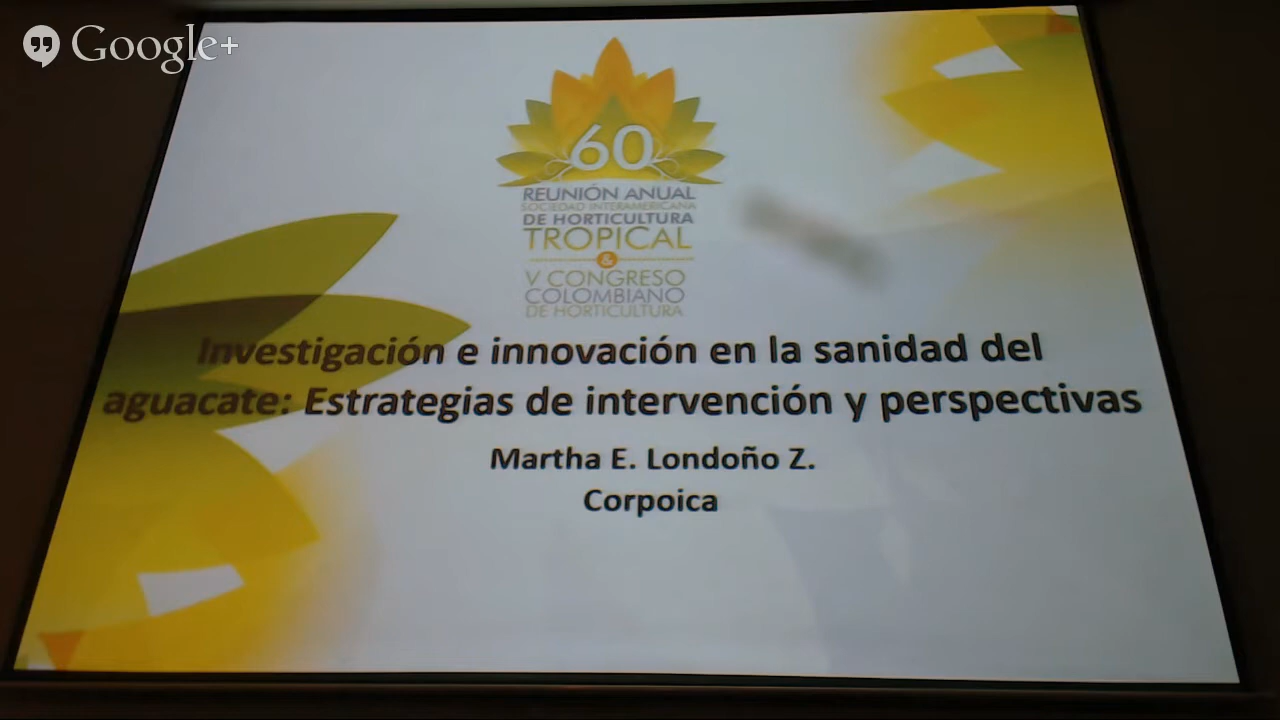 Google+
60
REUNIÓN ANUAL
SOCIEDAD INTERAMERICANA
DE HORTICULTURA
TROPICAL
&
V CONGRESO
COLOMBIANO
DE HORTICULTURA
Investigación e innovación en la sanidad del
aguacate: Estrategias de intervención y perspectivas
Martha E. Londoño Z.
Corpoica